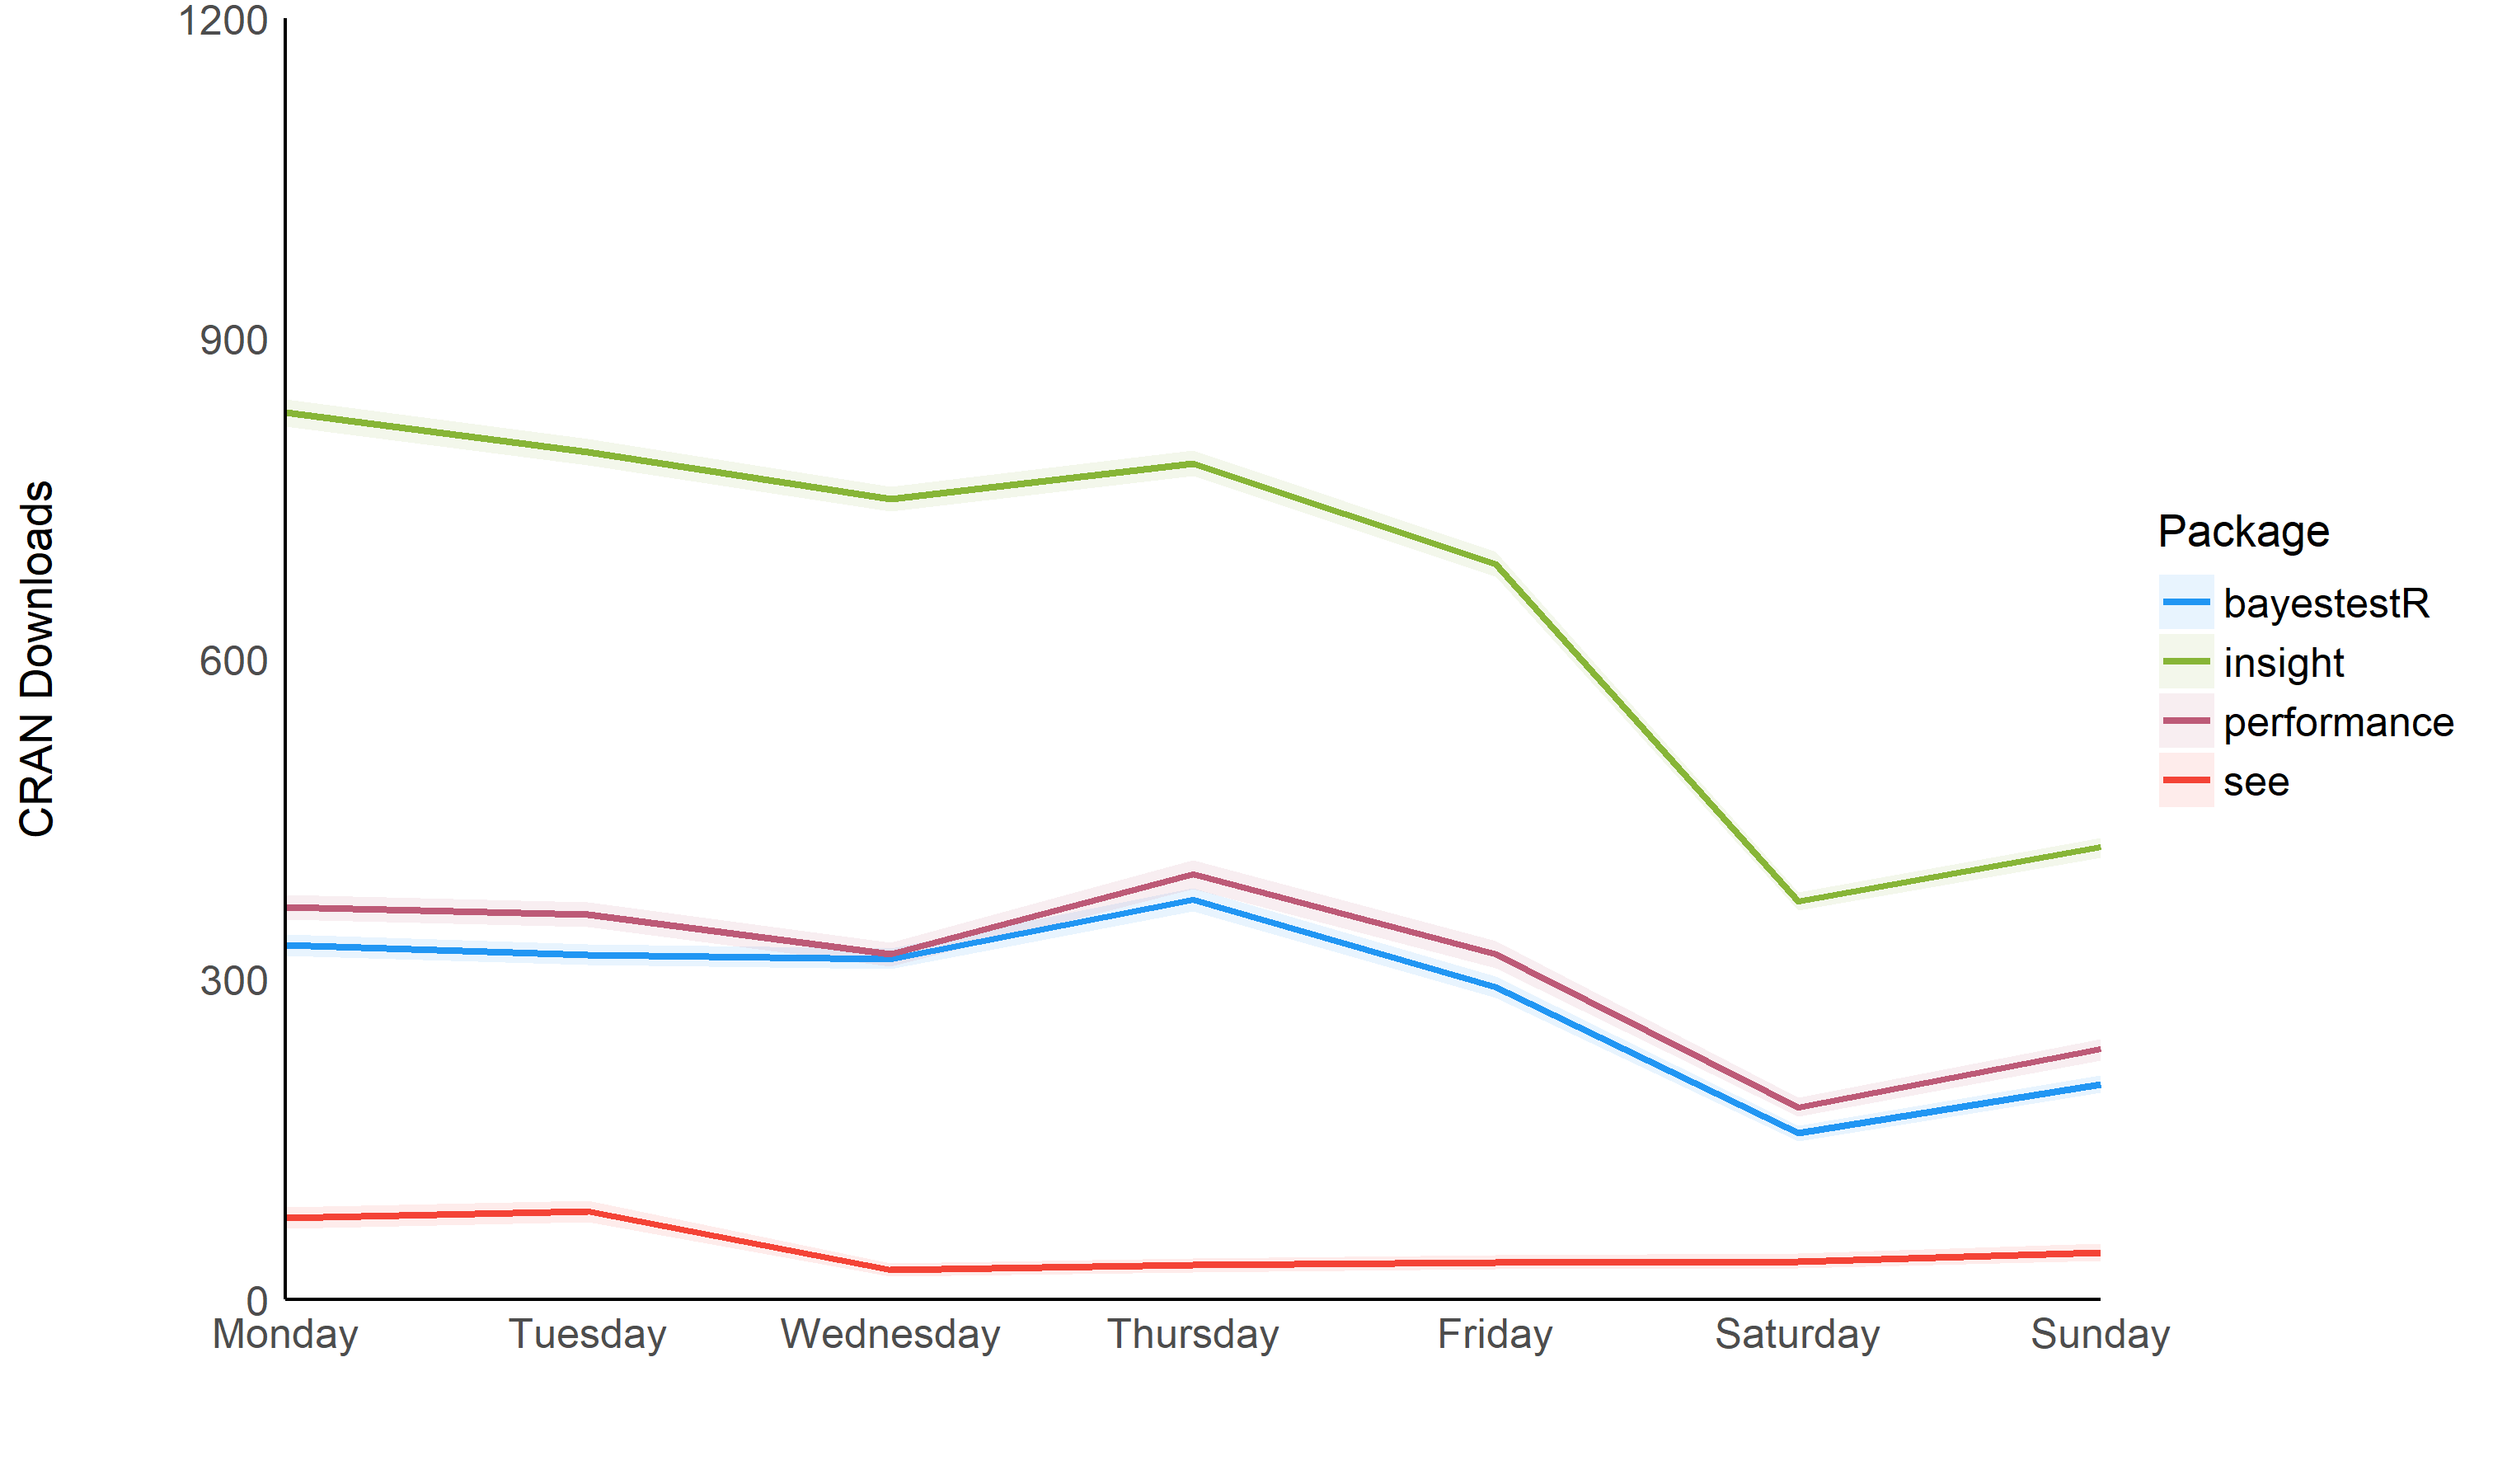 1200
900
600
300
0
CRAN Downloads
Monday Tuesday Wednesday Thursday Friday Saturday Sunday
Package
bayestestR
insight
performance
see